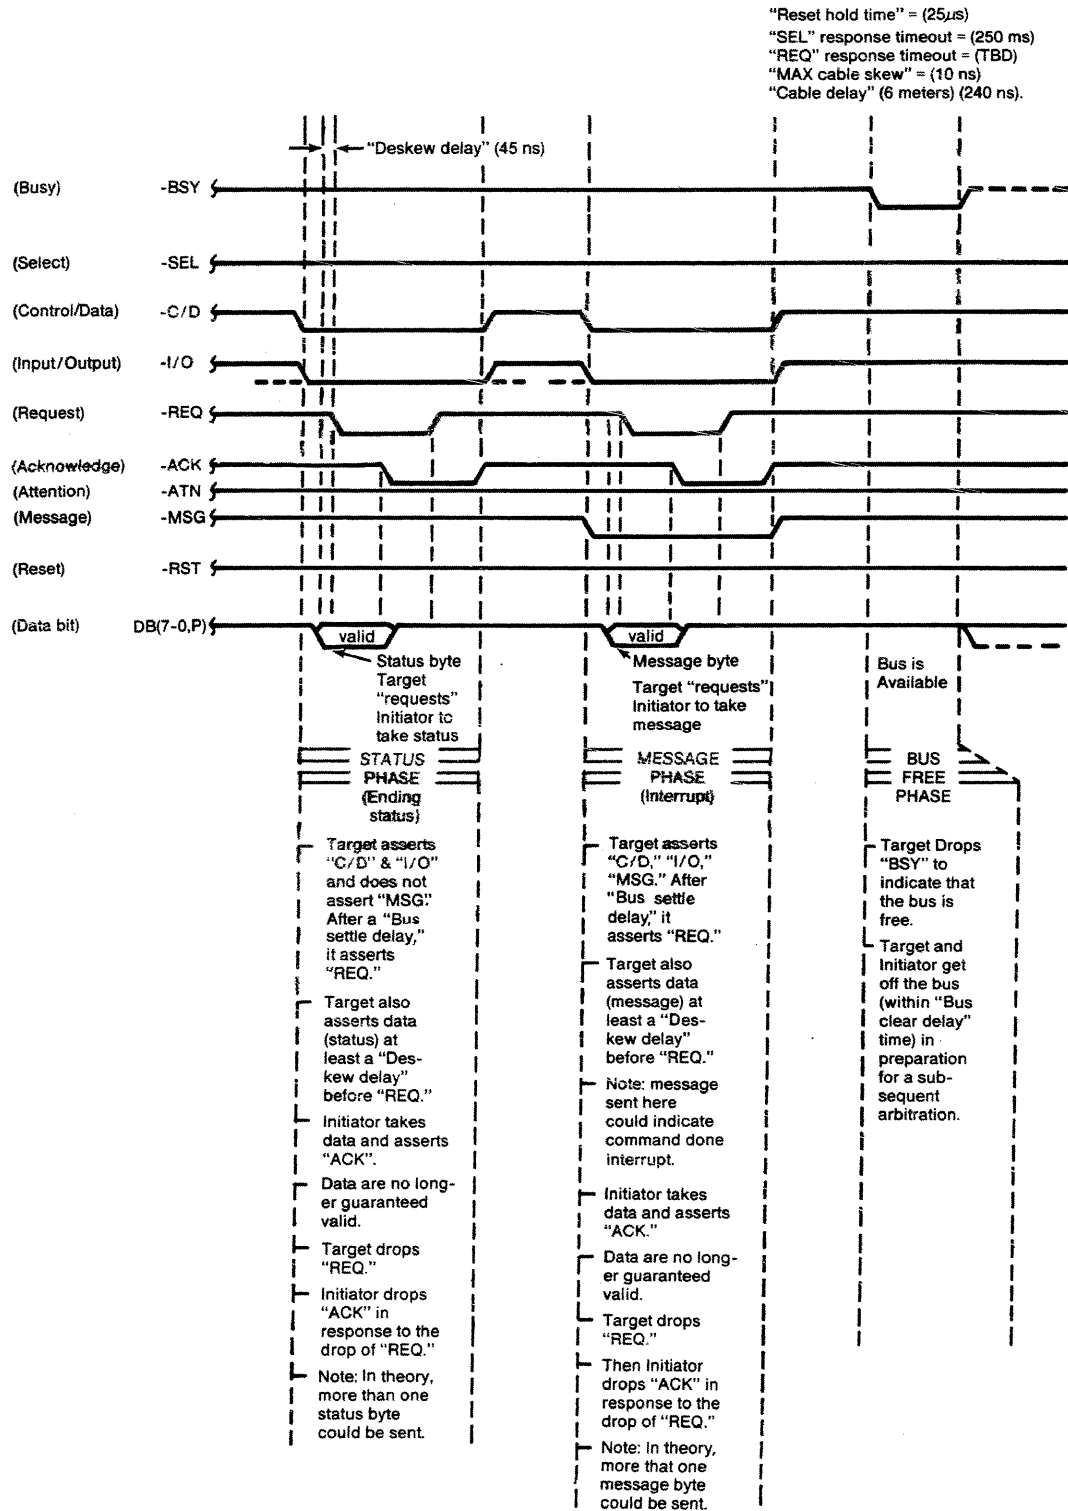 "Reset hold time" = (25μs)
"SEL" response timeout = (250 ms)
"REQ" response timeout = (TBD)
"MAX cable skew" = (10 ns)
"Cable delay" (6 meters) (240 ns).
"Deskew delay" (45 ns)
(Busy) -BSY
(Select) -SEL
(Control/Data) -C/D
(Input/Output) -I/O
(Request) -REQ
(Acknowledge) -ACK
(Attention) -ATN
(Message) -MSG
(Reset) -RST
(Data bit) DB(7-0,P)
valid
valid
Status byte
Target
"requests"
Initiator to
take status
Message byte
Target "requests"
Initiator to take
message
Bus is
Available
STATUS
PHASE
(Ending
status)
MESSAGE
PHASE
(Interrupt)
BUS
FREE
PHASE
Target asserts
"C/D" & "I/O"
and does not
assert "MSG."
After a "Bus
settle delay,"
it asserts
"REQ."
Target also
asserts data
(status) at
least a "Des-
kew delay"
before "REQ."
Initiator takes
data and asserts
"ACK".
Data are no long-
er guaranteed
valid.
Target drops
"REQ."
Initiator drops
"ACK" in
response to the
drop of "REQ."
Note: In theory,
more than one
status byte
could be sent.
Target asserts
"C/D," "I/O,"
"MSG." After
"Bus settle
delay," it
asserts "REQ."
Target also
asserts data
(message) at
least a "Des-
kew delay"
before "REQ."
Note: message
sent here
could indicate
command done
interrupt.
Initiator takes
data and asserts
"ACK."
Data are no long-
er guaranteed
valid.
Target drops
"REQ."
Then Initiator
drops "ACK" in
response to the
drop of "REQ."
Note: In theory,
more that one
message byte
could be sent.
Target Drops
"BSY" to
indicate that
the bus is
free.
Target and
Initiator get
off the bus
(within "Bus
clear delay"
time) in
preparation
for a sub-
sequent
arbitration.